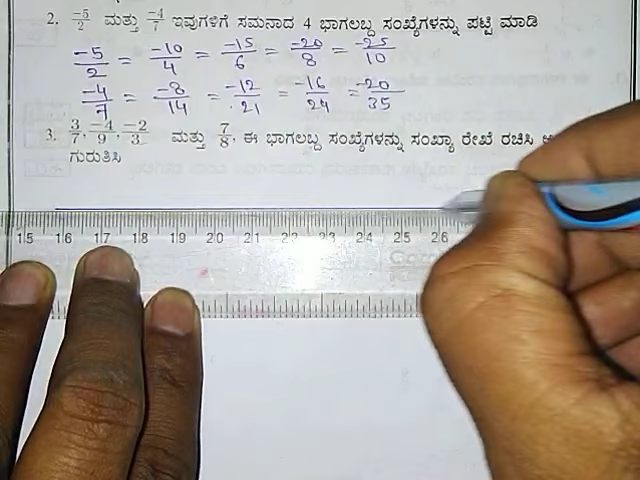 2. -5/2 ಮತ್ತು -4/7 ಇವುಗಳಿಗೆ ಸಮನಾದ 4 ಭಾಗಲಬ್ಧ ಸಂಖ್ಯೆಗಳನ್ನು ಪಟ್ಟಿ ಮಾಡಿ
-5/2 = -10/4 = -15/6 = -20/8 = -25/10
-4/7 = -8/14 = -12/21 = -16/24 = -20/35
3. 3/7, -4/9, -2/3 ಮತ್ತು 7/8, ಈ ಭಾಗಲಬ್ಧ ಸಂಖ್ಯೆಗಳನ್ನು ಸಂಖ್ಯಾ ರೇಖೆ ರಚಿಸಿ
ಗುರುತಿಸಿ
15 16 17 18 19 20 21 22 23 24 25 26